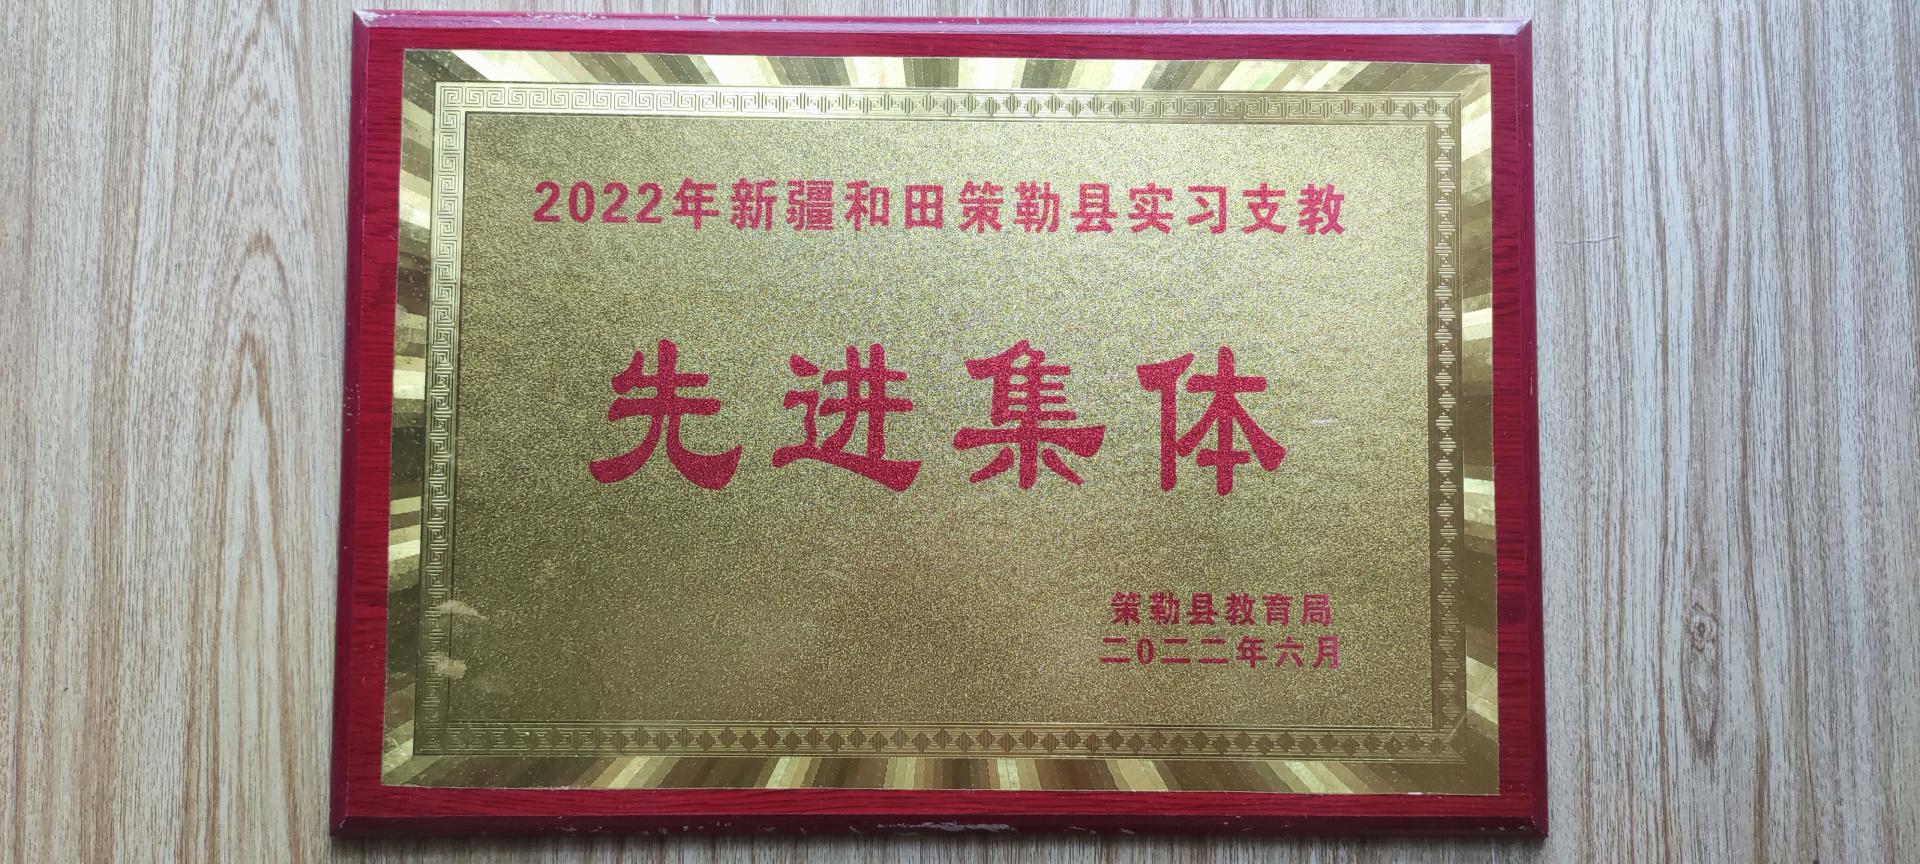 2022年新疆和田策勒县实习支教
先进集体
策勒县教育局
二0二二年六月